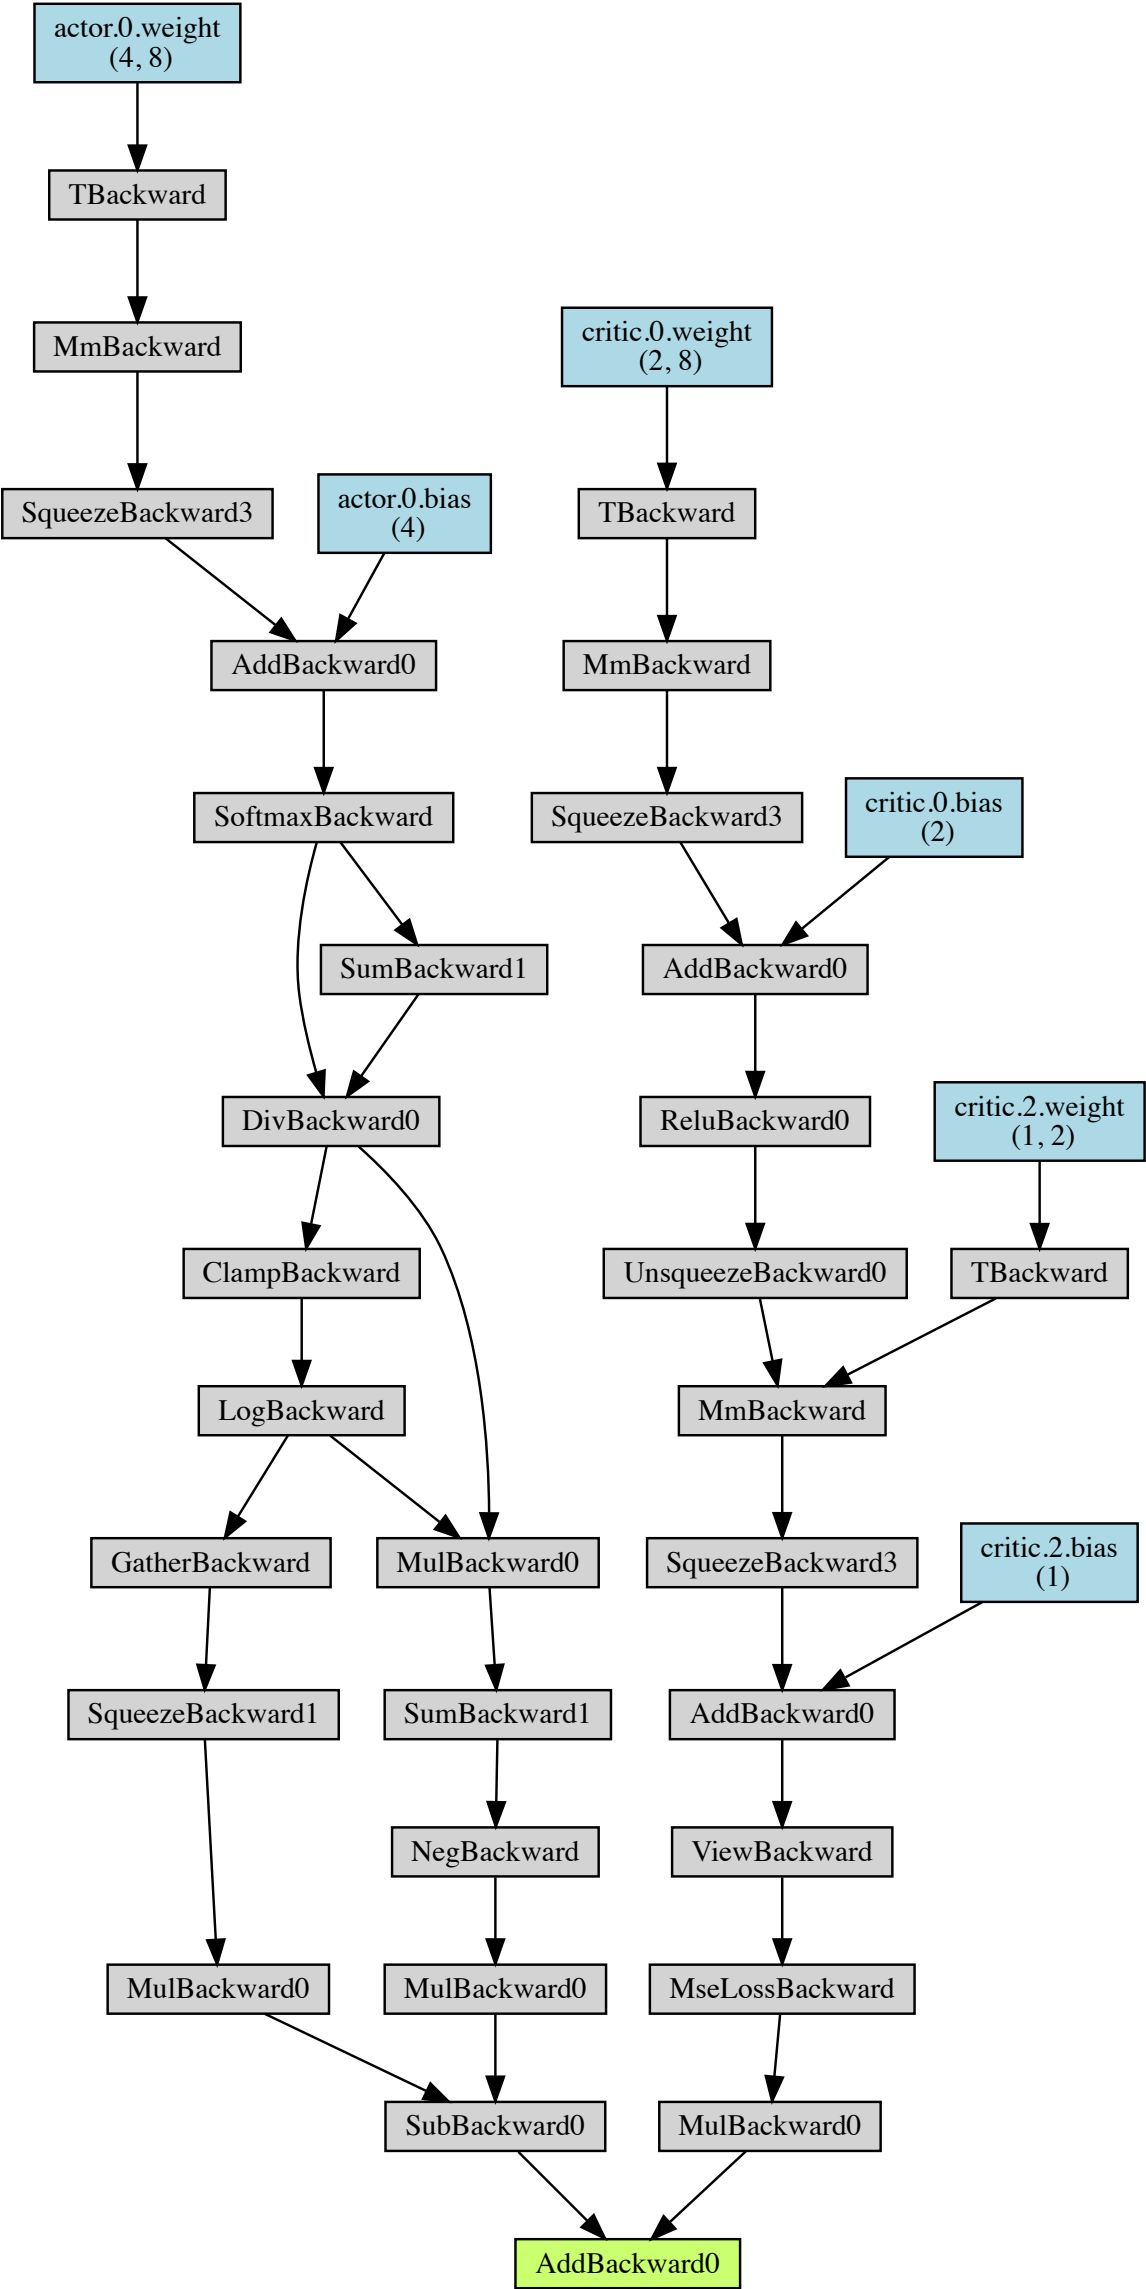 actor.0.weight
(4, 8)
TBackward
MmBackward
critic.0.weight
(2, 8)
SqueezeBackward3
actor.0.bias
(4)
TBackward
AddBackward0
MmBackward
SoftmaxBackward
SqueezeBackward3
critic.0.bias
(2)
SumBackward1
AddBackward0
DivBackward0
ReluBackward0
critic.2.weight
(1, 2)
ClampBackward
UnsqueezeBackward0
TBackward
LogBackward
MmBackward
GatherBackward
MulBackward0
SqueezeBackward3
critic.2.bias
(1)
SqueezeBackward1
SumBackward1
AddBackward0
NegBackward
ViewBackward
MulBackward0
MulBackward0
MseLossBackward
SubBackward0
MulBackward0
AddBackward0